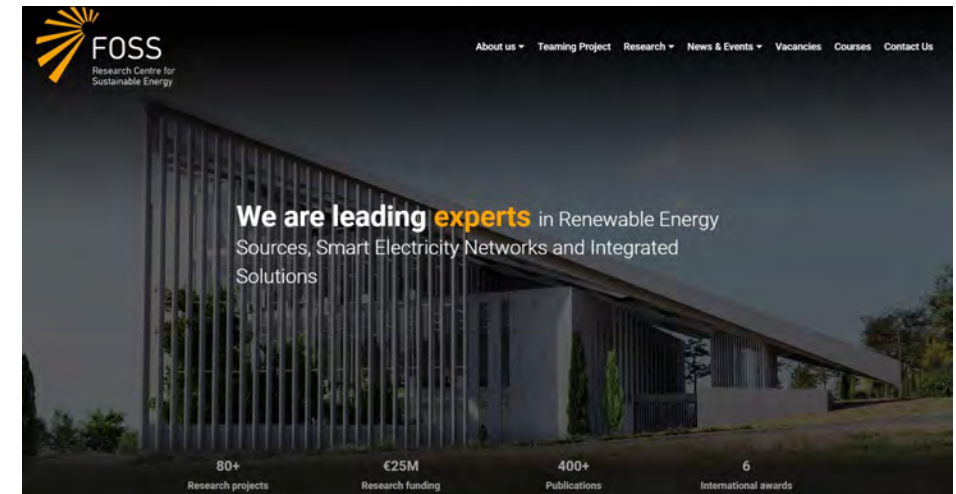 FOSS
Research Centre for
Sustainable Energy
About us Teaming Project Research News & Events Vacancies Courses Contact Us
We are leading experts in Renewable Energy
Sources, Smart Electricity Networks and Integrated
Solutions
80+ €25M 400+ 6
Research projects Research funding Publications International awards